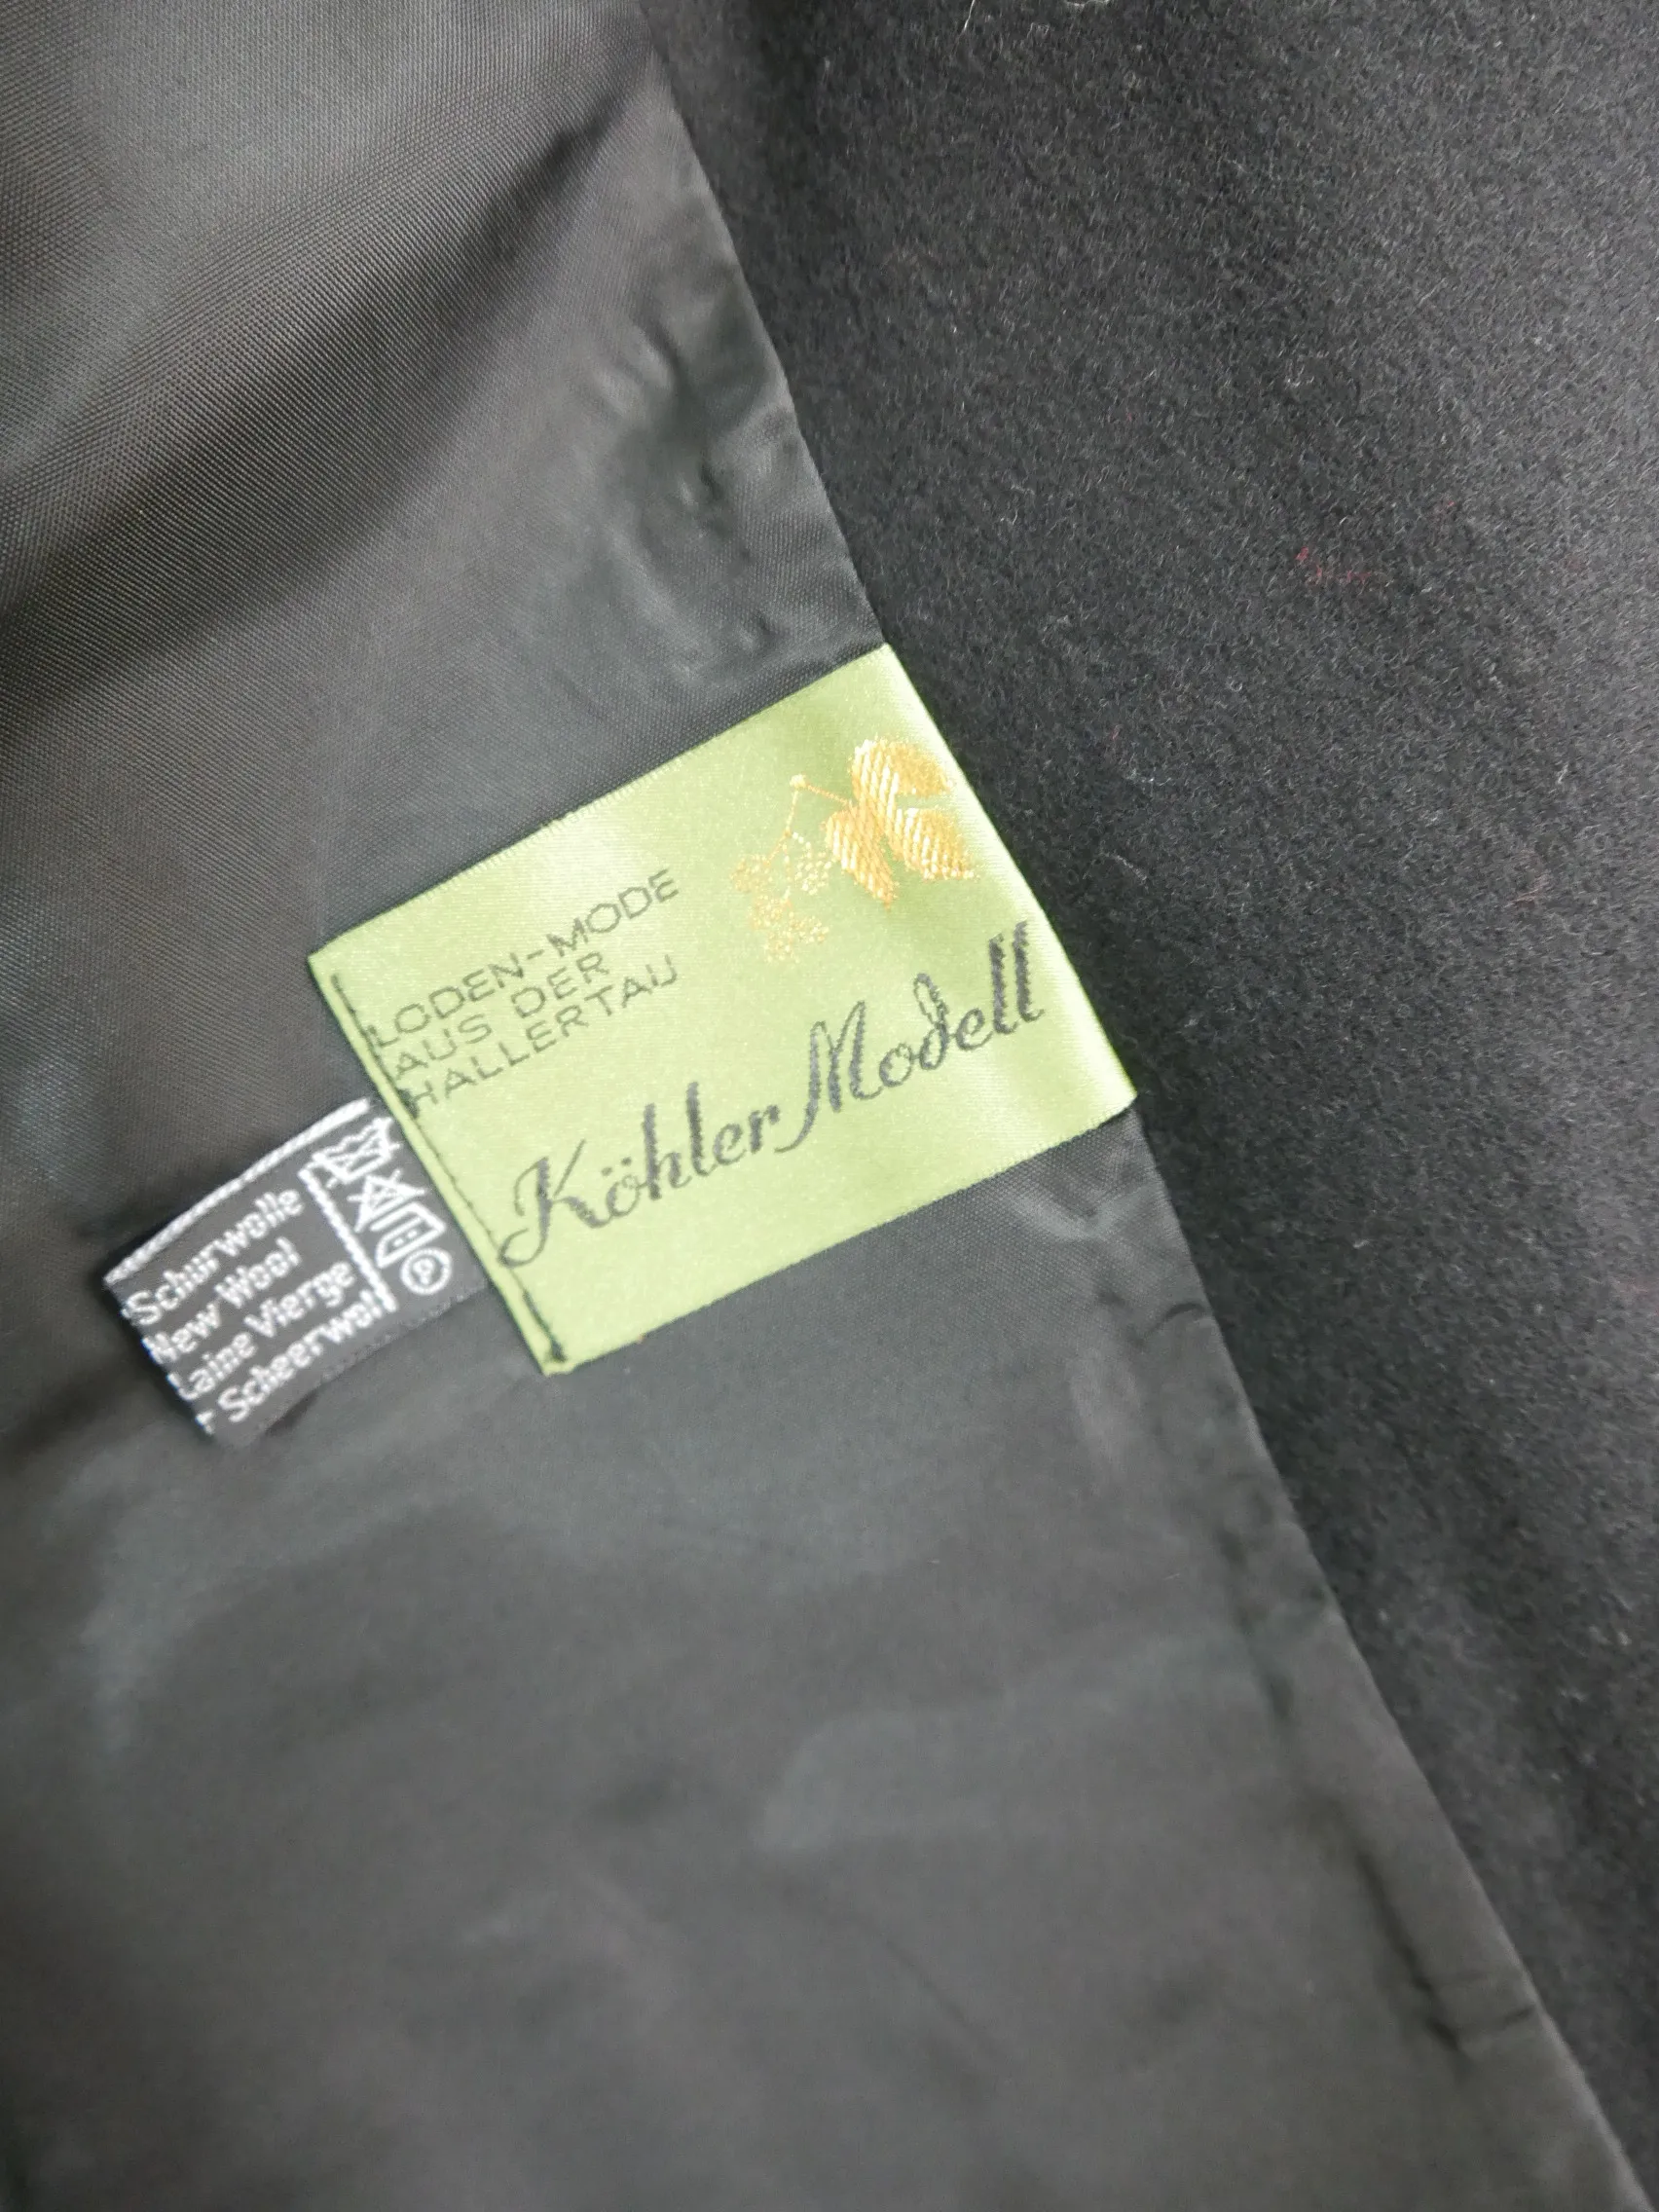 LODEN-MODE
AUS DER
HALLERTAU
Köhler Modell
Schurwolle
New Wool
Laine Vierge
Scheerwol
P